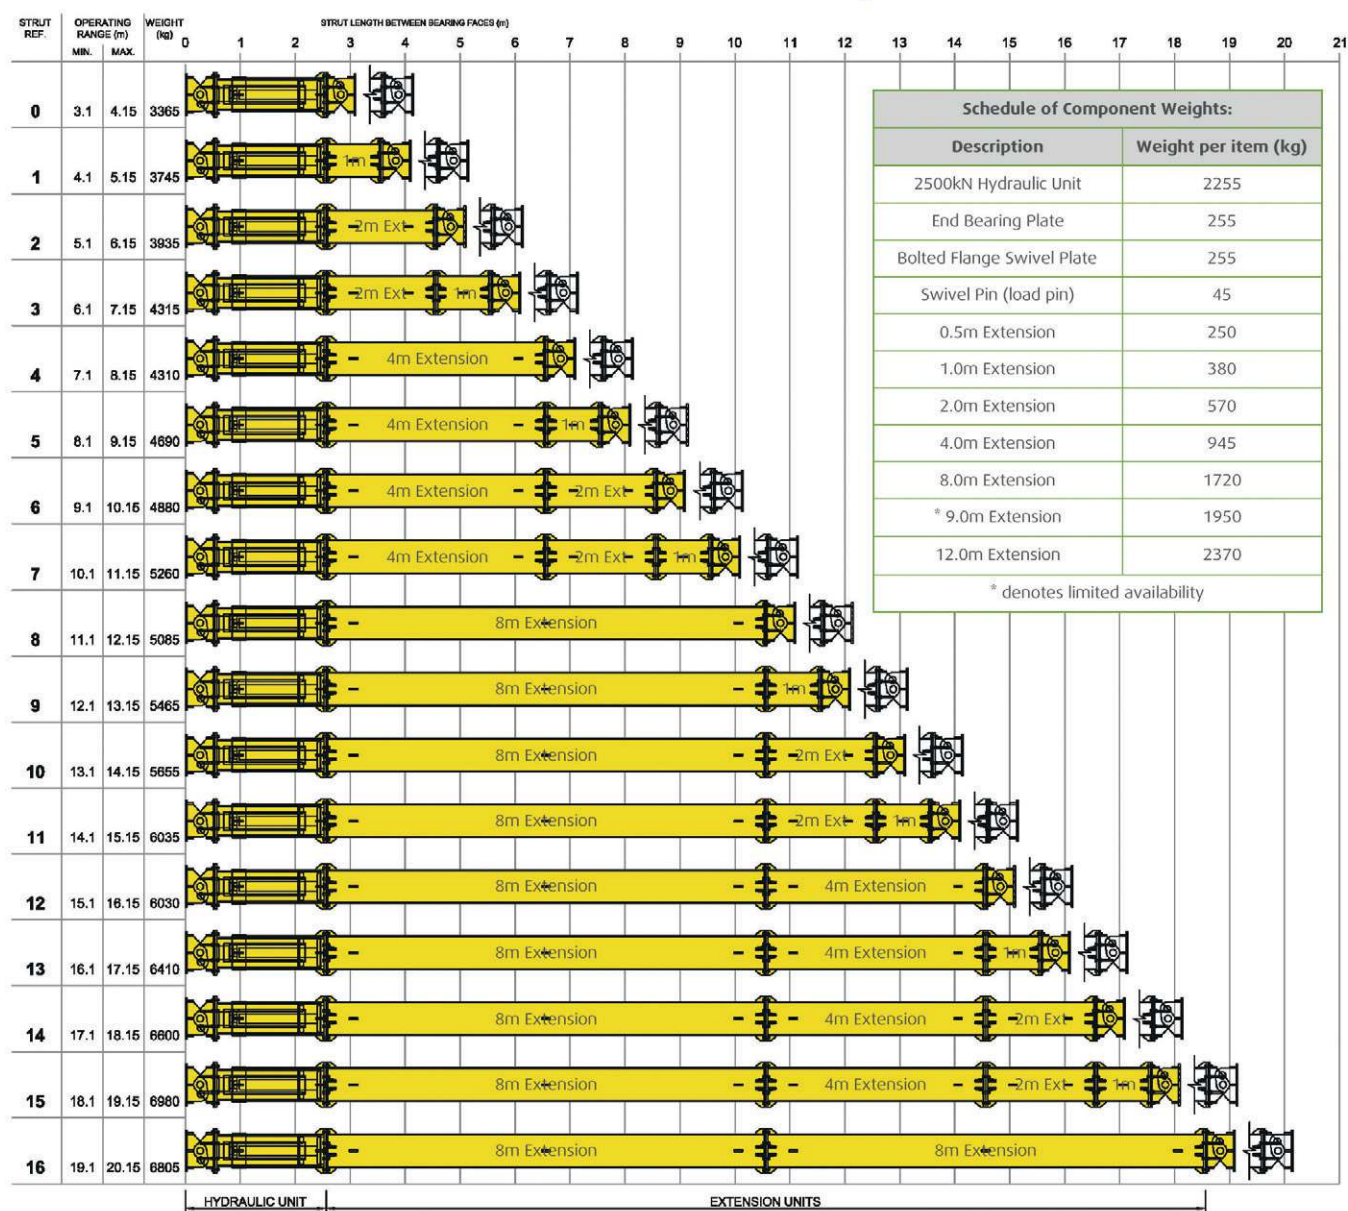 STRUT REF. OPERATING RANGE (m) WEIGHT (kg) STRUT LENGTH BETWEEN BEARING FACES (m)
MIN. MAX. 0 1 2 3 4 5 6 7 8 9 10 11 12 13 14 15 16 17 18 19 20 21
0 3.1 4.15 3365
1 4.1 5.15 3745 1m
2 5.1 6.15 3935 2m Ext
3 6.1 7.15 4315 2m Ext 1m
4 7.1 8.15 4310 4m Extension
5 8.1 9.15 4690 4m Extension 1m
6 9.1 10.15 4880 4m Extension 2m Ext
7 10.1 11.15 5260 4m Extension 2m Ext 1m
8 11.1 12.15 5085 8m Extension
9 12.1 13.15 5465 8m Extension 1m
10 13.1 14.15 5655 8m Extension 2m Ext
11 14.1 15.15 6035 8m Extension 2m Ext 1m
12 15.1 16.15 6030 8m Extension 4m Extension
13 16.1 17.15 6410 8m Extension 4m Extension 1m
14 17.1 18.15 6600 8m Extension 4m Extension 2m Ext
15 18.1 19.15 6980 8m Extension 4m Extension 2m Ext 1m
16 19.1 20.15 6805 8m Extension 8m Extension
HYDRAULIC UNIT EXTENSION UNITS
Schedule of Component Weights:
Description Weight per item (kg)
2500kN Hydraulic Unit 2255
End Bearing Plate 255
Bolted Flange Swivel Plate 255
Swivel Pin (load pin) 45
0.5m Extension 250
1.0m Extension 380
2.0m Extension 570
4.0m Extension 945
8.0m Extension 1720
* 9.0m Extension 1950
12.0m Extension 2370
* denotes limited availability